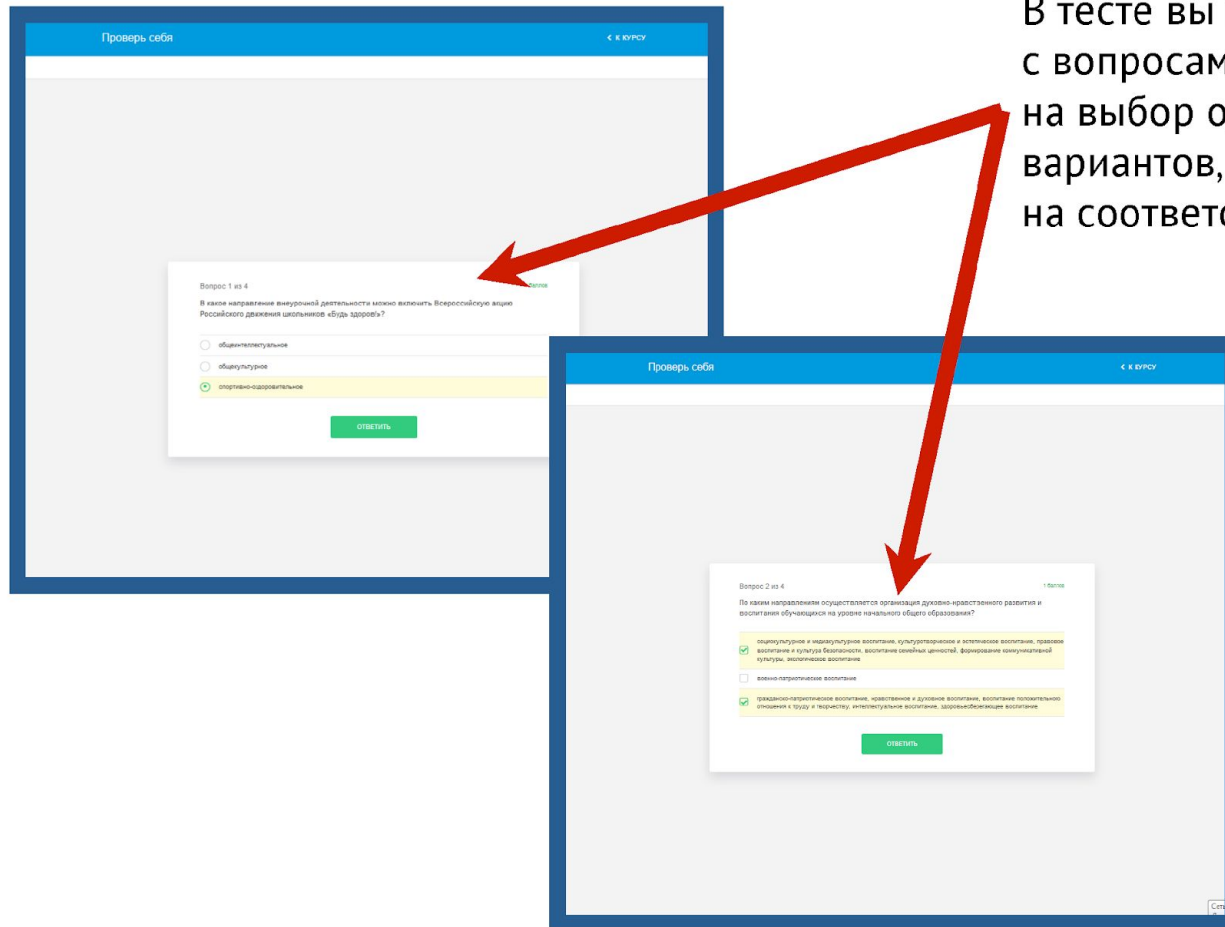 В тесте вы
с вопросам
на выбор о
вариантов,
на соответс
Проверь себя
< К КУРСУ
Вопрос 1 из 4
баллов
В какое направление внеурочной деятельности можно включить Всероссийскую акцию
Российского движения школьников «Будь здоров!»?
общеинтеллектуальное
общекультурное
спортивно-оздоровительное
ОТВЕТИТЬ
Проверь себя
< К КУРСУ
Вопрос 2 из 4
1 баллов
По каким направлениям осуществляется организация духовно-нравственного развития и
воспитания обучающихся на уровне начального общего образования?
социокультурное и медиакультурное воспитание, культуротворческое и эстетическое воспитание, правовое
воспитание и культура безопасности, воспитание семейных ценностей, формирование коммуникативной
культуры, экологическое воспитание
военно-патриотическое воспитание
гражданско-патриотическое воспитание, нравственное и духовное воспитание, воспитание положительного
отношения к труду и творчеству, интеллектуальное воспитание, здоровьесберегающее воспитание
ОТВЕТИТЬ
Сеть